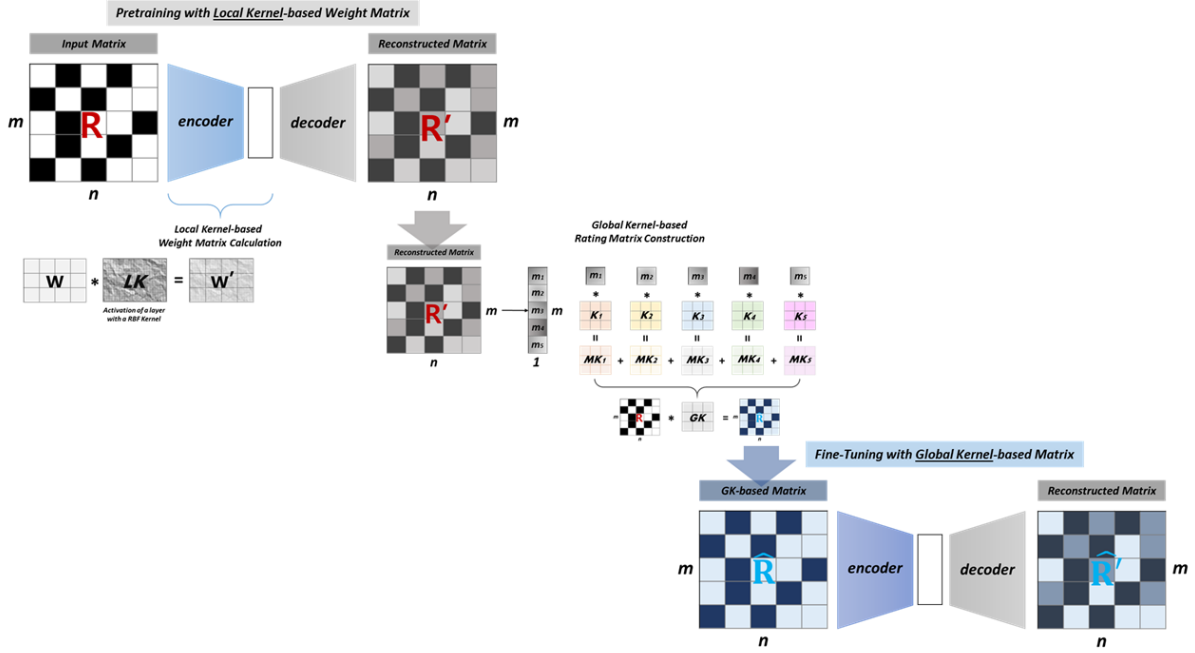 Pretraining with Local Kernel-based Weight Matrix
Input Matrix
Reconstructed Matrix
m
R
encoder
decoder
R′
m
n
n
Local Kernel-based
Weight Matrix Calculation
W * LK = w′
Activation of a layer
with a RBF Kernel
Global Kernel-based
Rating Matrix Construction
Reconstructed Matrix
R′
m
n
m1
m2
m3
m4
m5
m
1
m1 m2 m3 m4 m5
* * * * *
K1 K2 K3 K4 K5
= = = = =
MK1 + MK2 + MK3 + MK4 + MK5
m R * GK = m R
n n
Fine-Tuning with Global Kernel-based Matrix
GK-based Matrix
Reconstructed Matrix
m
R̂
encoder
decoder
R̂′
m
n
n